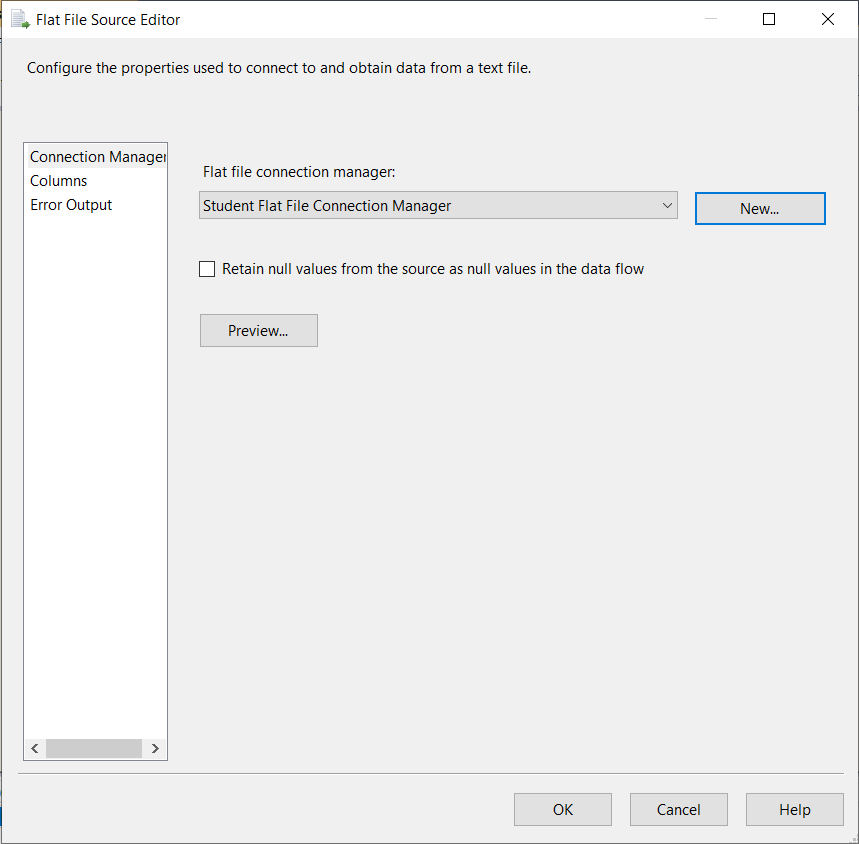 Flat File Source Editor
Configure the properties used to connect to and obtain data from a text file.
Connection Manager
Columns
Error Output
Flat file connection manager:
Student Flat File Connection Manager
New...
Retain null values from the source as null values in the data flow
Preview...
OK
Cancel
Help